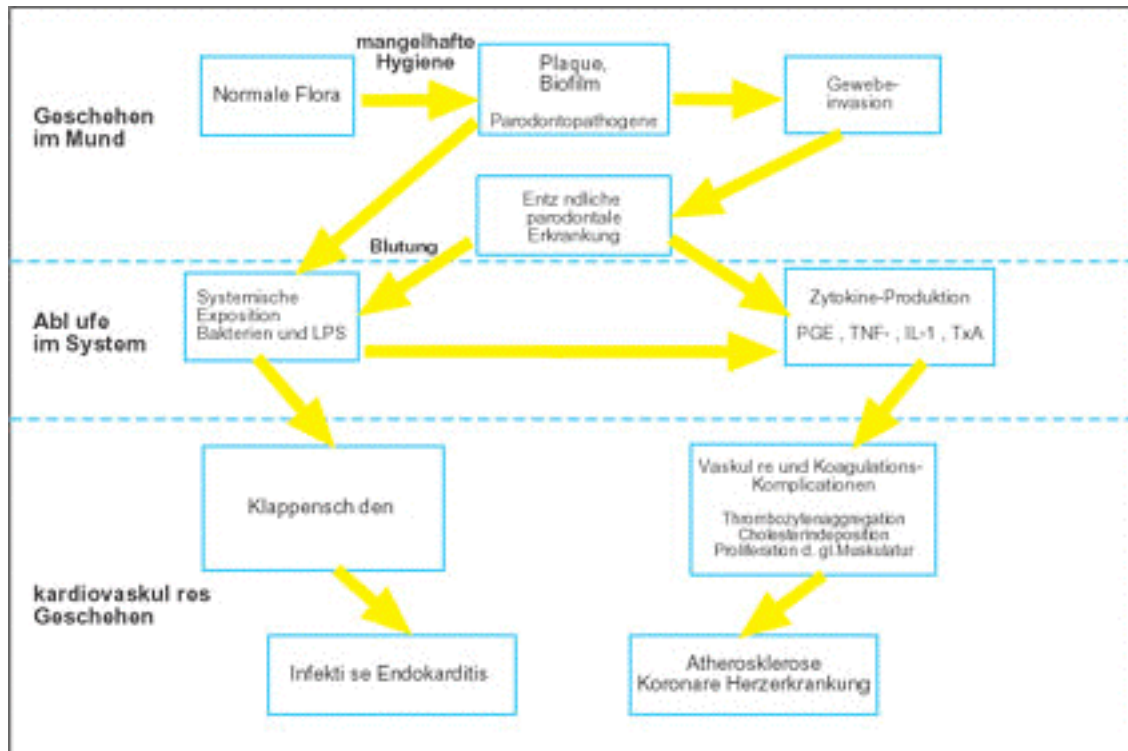 mangelhafte
Hygiene
Normale Flora
Plaque,
Biofilm
Parodontopathogene
Gewebe-
invasion
Geschehen
im Mund
Entz ndliche
parodontale
Erkrankung
Blutung
Systemische
Exposition
Bakterien und LPS
Zytokine-Produktion
PGE , TNF- , IL-1 , TxA
Abl ufe
im System
Klappensch den
Vaskul re und Koagulations-
Komplicationen
Thrombozytenaggregation
Cholesterindeposition
Proliferation d. gl.Muskulatur
kardiovaskul res
Geschehen
Infekti se Endokarditis
Atherosklerose
Koronare Herzerkrankung